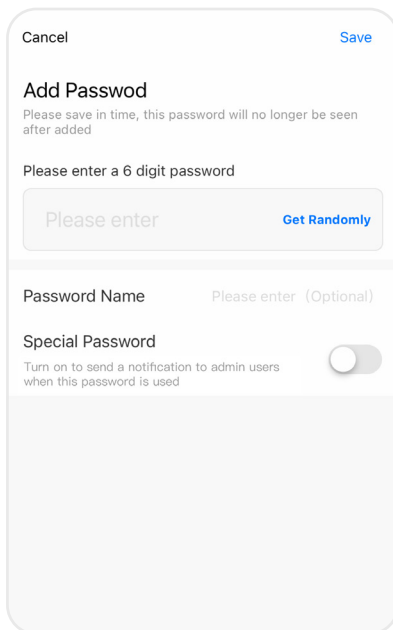 Cancel Save
Add Passwod
Please save in time, this password will no longer be seen
after added
Please enter a 6 digit password
Please enter Get Randomly
Password Name Please enter (Optional)
Special Password
Turn on to send a notification to admin users
when this password is used